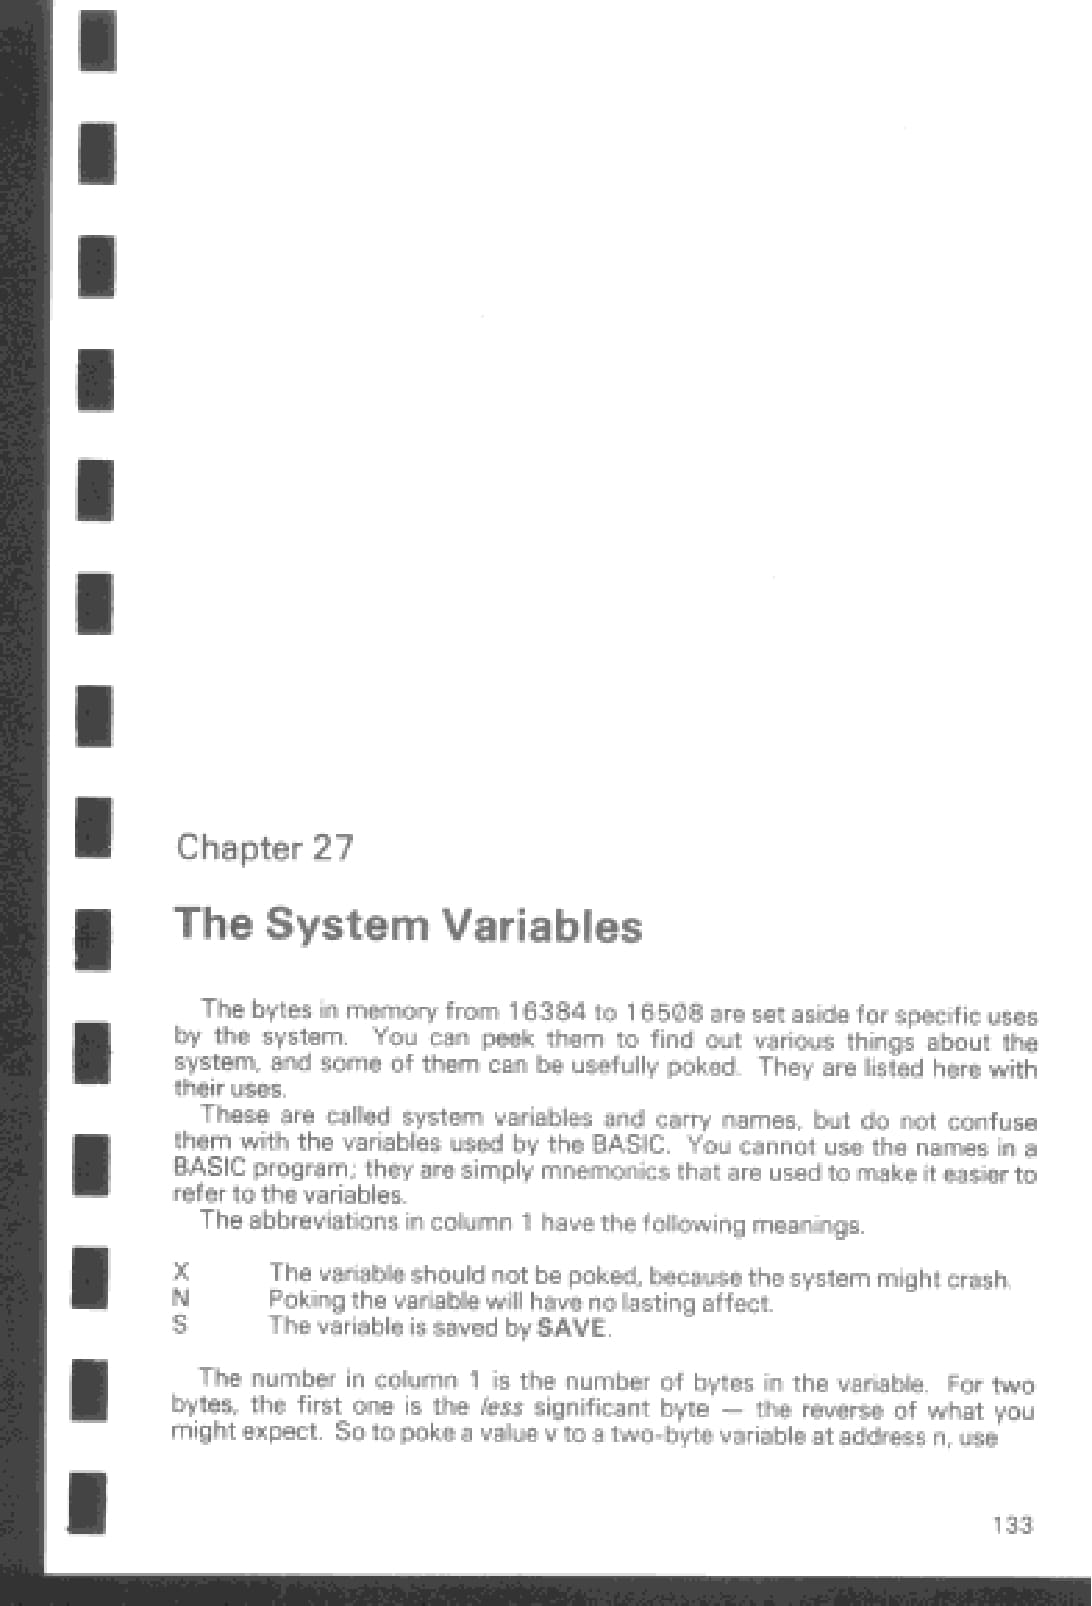 Chapter 27
The System Variables
The bytes in memory from 16384 to 16508 are set aside for specific uses
by the system. You can peek them to find out various things about the
system, and some of them can be usefully poked. They are listed here with
their uses.
These are called system variables and carry names, but do not confuse
them with the variables used by the BASIC. You cannot use the names in a
BASIC program; they are simply mnemonics that are used to make it easier to
refer to the variables.
The abbreviations in column 1 have the following meanings.
X The variable should not be poked, because the system might crash.
N Poking the variable will have no lasting affect.
S The variable is saved by SAVE.
The number in column 1 is the number of bytes in the variable. For two
bytes, the first one is the less significant byte — the reverse of what you
might expect. So to poke a value v to a two-byte variable at address n, use
133